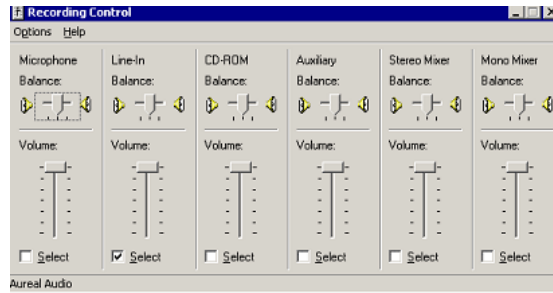 Recording Control
Options Help
Microphone Line-In CD-ROM Auxiliary Stereo Mixer Mono Mixer
Balance: Balance: Balance: Balance: Balance: Balance:
Volume: Volume: Volume: Volume: Volume: Volume:
Select Select Select Select Select Select
Aureal Audio